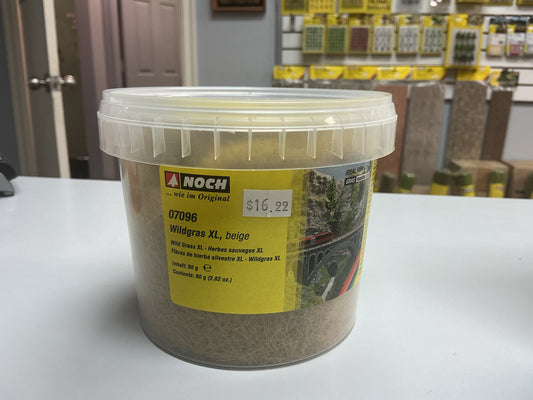 NOCH
... wie im Original
07096
Wildgras XL, beige
$16.22
Wild Grass XL · Herbes sauvages XL
Fibras de hierba silvestre XL · Wildgras XL
Inhalt: 80 g e
Contents: 80 g (2.82 oz.)